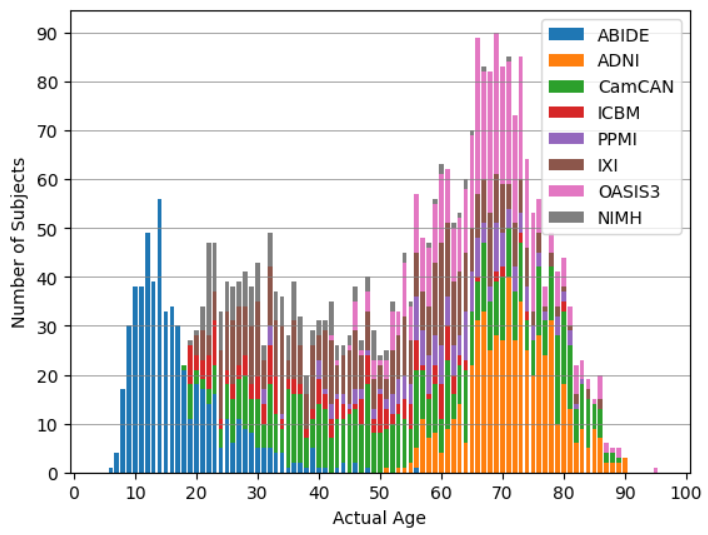 90
80
70
60
50
40
30
20
10
0
Number of Subjects
0 10 20 30 40 50 60 70 80 90 100
Actual Age
ABIDE
ADNI
CamCAN
ICBM
PPMI
IXI
OASIS3
NIMH